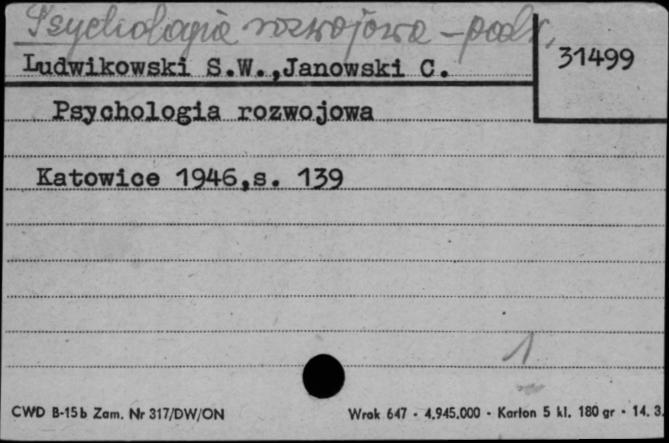 Psychologia rozwojowa – podr.
31499
Ludwikowski S.W.,Janowski C.
Psychologia rozwojowa
Katowice 1946,s. 139
1
CWD B-15b Zam. Nr 317/DW/ON
Wrak 647 - 4.945.000 - Karton 5 kl. 180 gr - 14. 3.